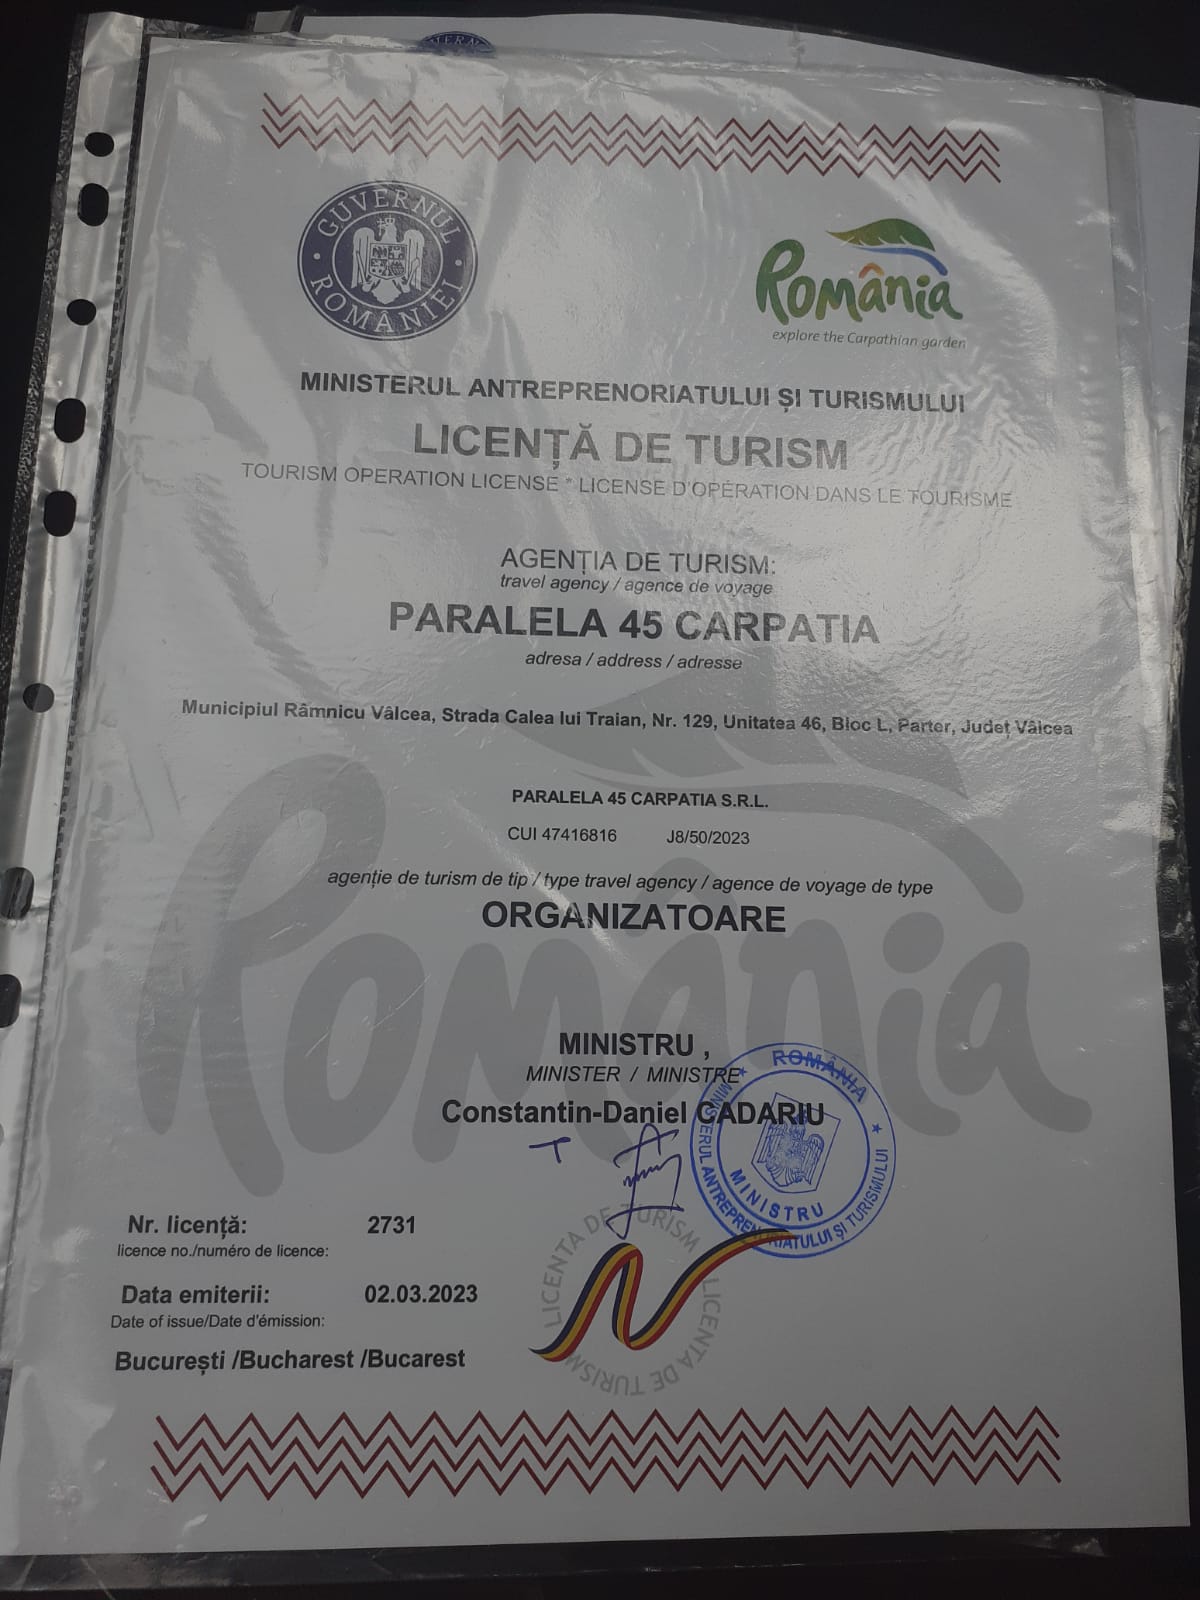 GUVERNUL ROMÂNIEI
România
explore the Carpathian garden
MINISTERUL ANTREPRENORIATULUI ȘI TURISMULUI
LICENȚĂ DE TURISM
TOURISM OPERATION LICENSE * LICENSE D'OPÉRATION DANS LE TOURISME
AGENȚIA DE TURISM:
travel agency / agence de voyage
PARALELA 45 CARPATIA
adresa / address / adresse
Municipiul Râmnicu Vâlcea, Strada Calea lui Traian, Nr. 129, Unitatea 46, Bloc L, Parter, Județ Vâlcea
PARALELA 45 CARPATIA S.R.L.
CUI 47416816 J8/50/2023
agenție de turism de tip / type travel agency / agence de voyage de type
ORGANIZATOARE
România
MINISTRU ,
MINISTER / MINISTRE
Constantin-Daniel CADARIU
ROMÂNIA
MINISTERUL ANTREPRENORIATULUI ȘI TURISMULUI
MINISTRU
Nr. licență: 2731
licence no./numéro de licence:
Data emiterii: 02.03.2023
Date of issue/Date d'émission:
București /Bucharest /Bucarest
LICENȚA DE TURISM LICENȚA DE TURISM